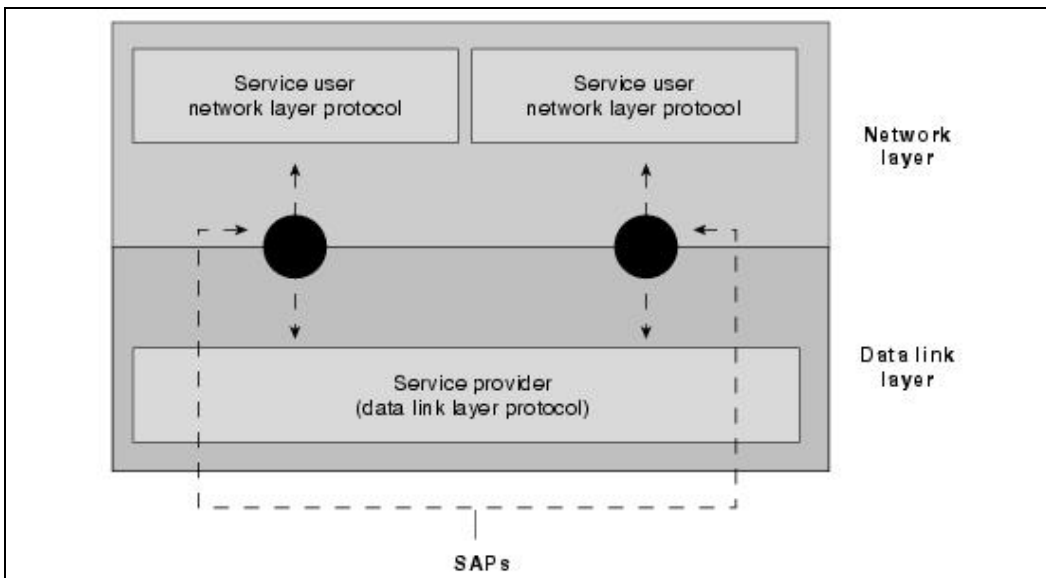 Service user
network layer protocol
Service user
network layer protocol
Network
layer
Service provider
(data link layer protocol)
Data link
layer
SAPs